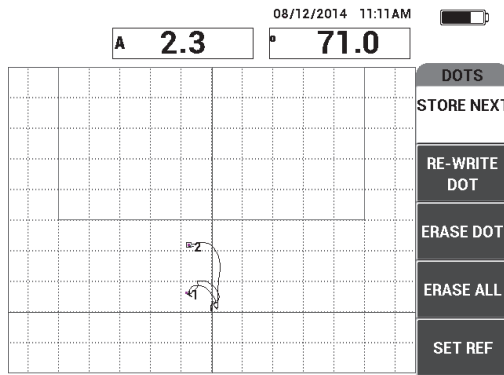 08/12/2014 11:11AM
A 2.3
° 71.0
DOTS
STORE NEXT
RE-WRITE
DOT
ERASE DOT
2
ERASE ALL
1
SET REF